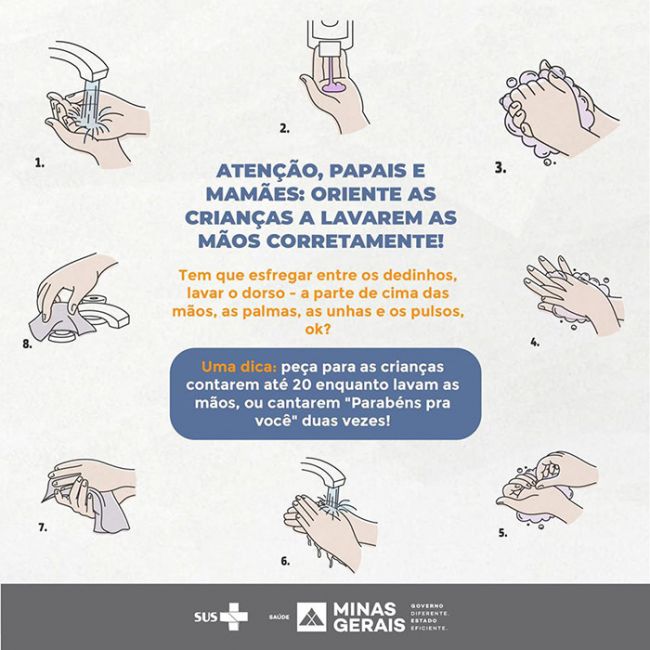 1.
2.
3.
ATENÇÃO, PAPAIS E
MAMÃES: ORIENTE AS
CRIANÇAS A LAVAREM AS
MÃOS CORRETAMENTE!
Tem que esfregar entre os dedinhos,
lavar o dorso - a parte de cima das
mãos, as palmas, as unhas e os pulsos,
ok?
8.
4.
Uma dica: peça para as crianças
contarem até 20 enquanto lavam as
mãos, ou cantarem "Parabéns pra
você" duas vezes!
7.
6.
5.
SUS
SAÚDE
MINAS
GERAIS
GOVERNO
DIFERENTE.
ESTADO
EFICIENTE.